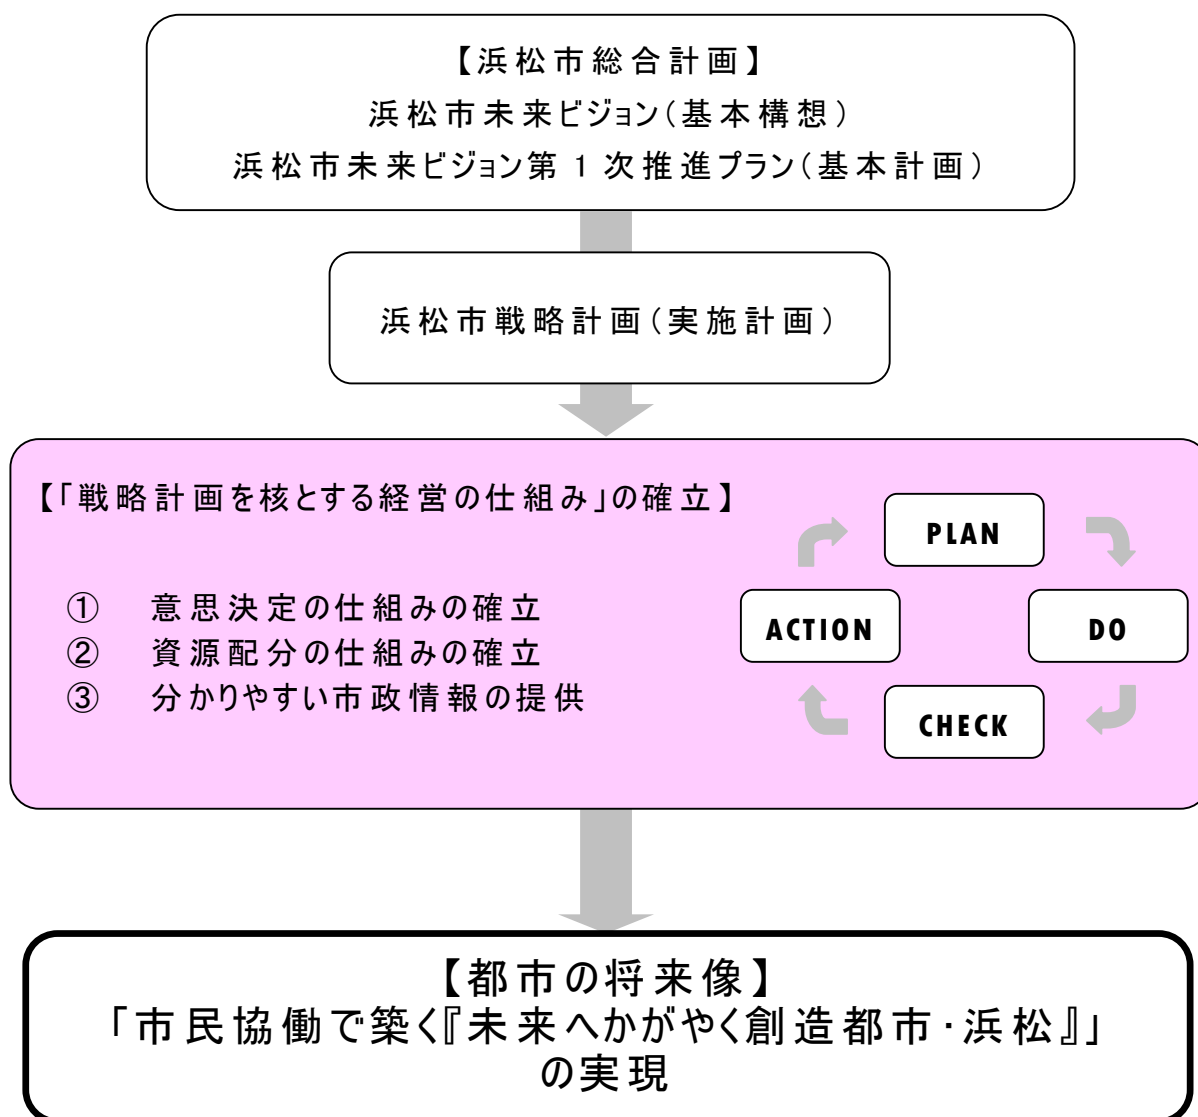 【浜松市総合計画】
浜松市未来ビジョン（基本構想）
浜松市未来ビジョン第1次推進プラン（基本計画）
浜松市戦略計画（実施計画）
【「戦略計画を核とする経営の仕組み」の確立】
① 意思決定の仕組みの確立
② 資源配分の仕組みの確立
③ 分かりやすい市政情報の提供
PLAN
ACTION
DO
CHECK
【都市の将来像】
「市民協働で築く『未来へかがやく創造都市・浜松』」
の実現